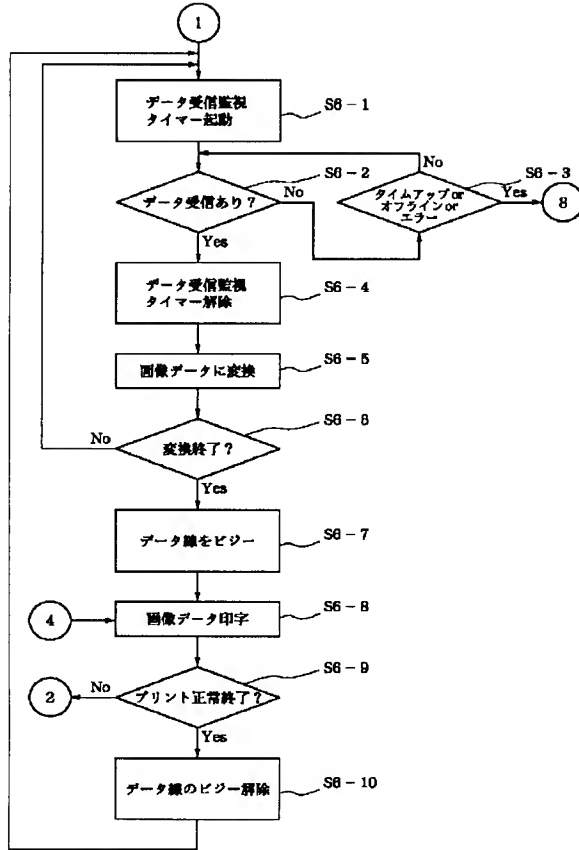 1
データ受信監視
タイマー起動
S6-1
データ受信あり?
S6-2
No
Yes
タイムアップor
オフラインor
エラー
S6-3
No
Yes
8
データ受信監視
タイマー解除
S6-4
画像データに変換
S6-5
変換終了?
S6-6
No
Yes
データ線をビジー
S6-7
4
画像データ印字
S6-8
プリント正常終了?
S6-9
No
2
Yes
データ線のビジー解除
S6-10